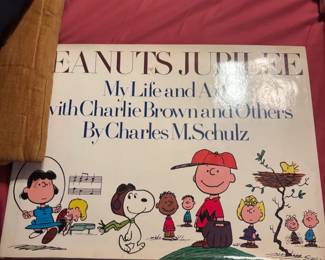 EANUTS JUBILEE
My Life and A
with Charlie Brown and Others
By Charles M. Schulz